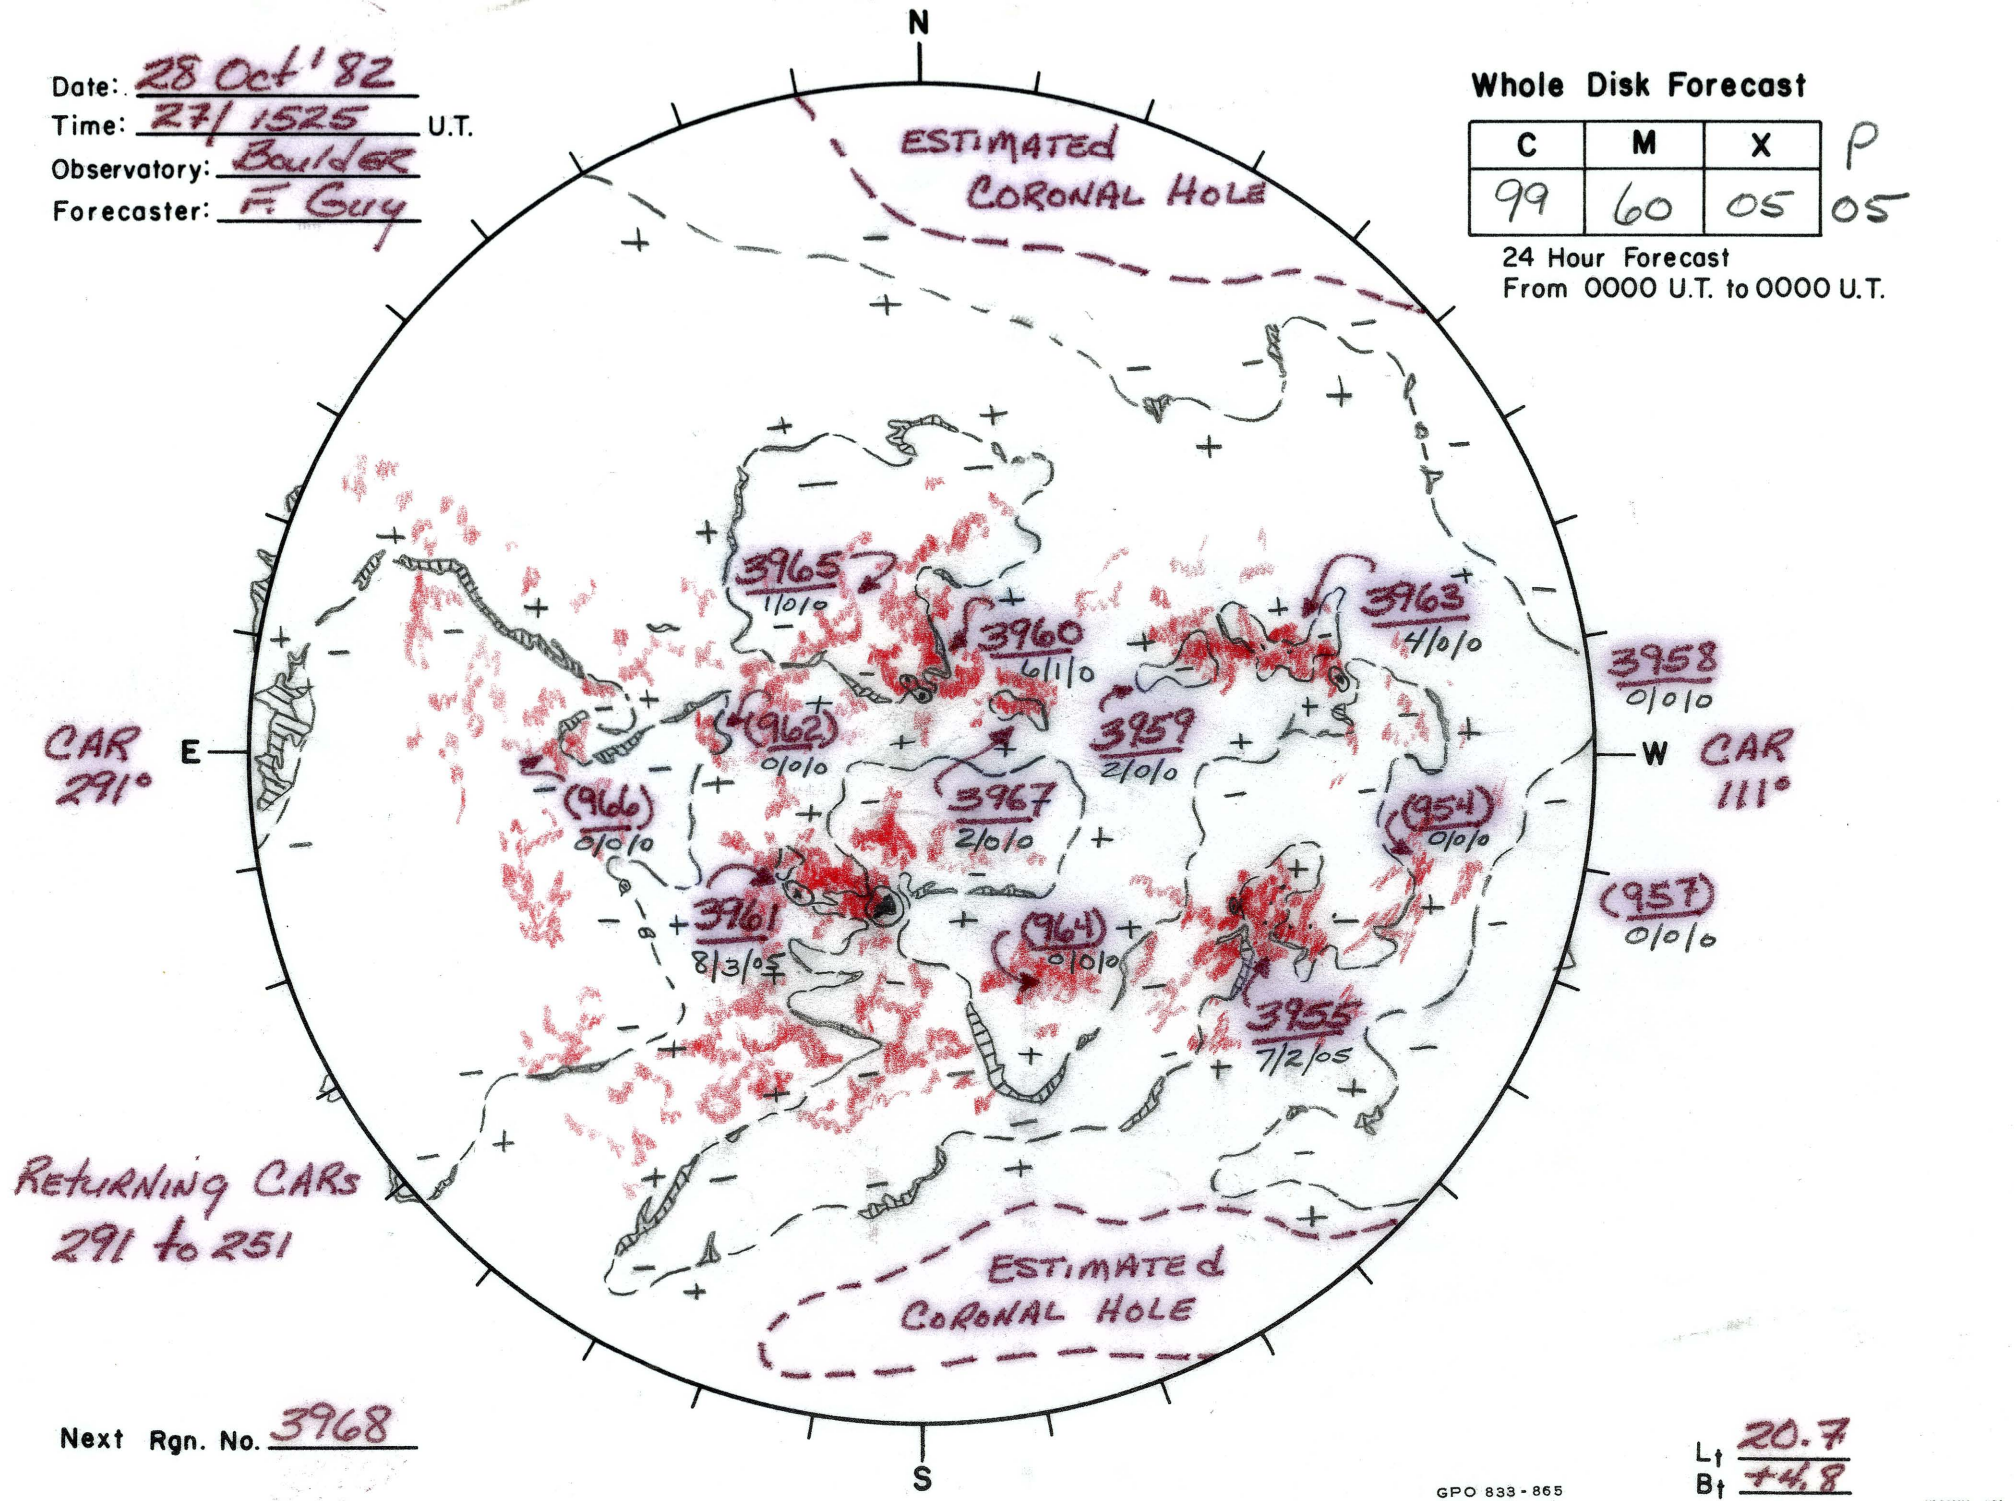 N
Date: 28 Oct '82
Time: 27/1525 U.T.
Observatory: Boulder
Forecaster: F. Guy
Whole Disk Forecast
C M X P
99 60 05 05
24 Hour Forecast
From 0000 U.T. to 0000 U.T.
ESTIMATEd
CORONAL HOLE
3965
1/0/0
3960
6/1/0
3963
4/0/0
3958
0/0/0
(962)
0/0/0
3959
2/0/0
CAR
291°
E
W
CAR
111°
(966)
0/0/0
3967
2/0/0
(954)
0/0/0
3961
8/3/05
(964)
0/0/0
(957)
0/0/0
3955
7/2/05
RETURNING CARs
291 to 251
ESTIMATEd
CORONAL HOLE
Next Rgn. No. 3968
S
Lt 20.7
Bt +4.8
GPO 833-865